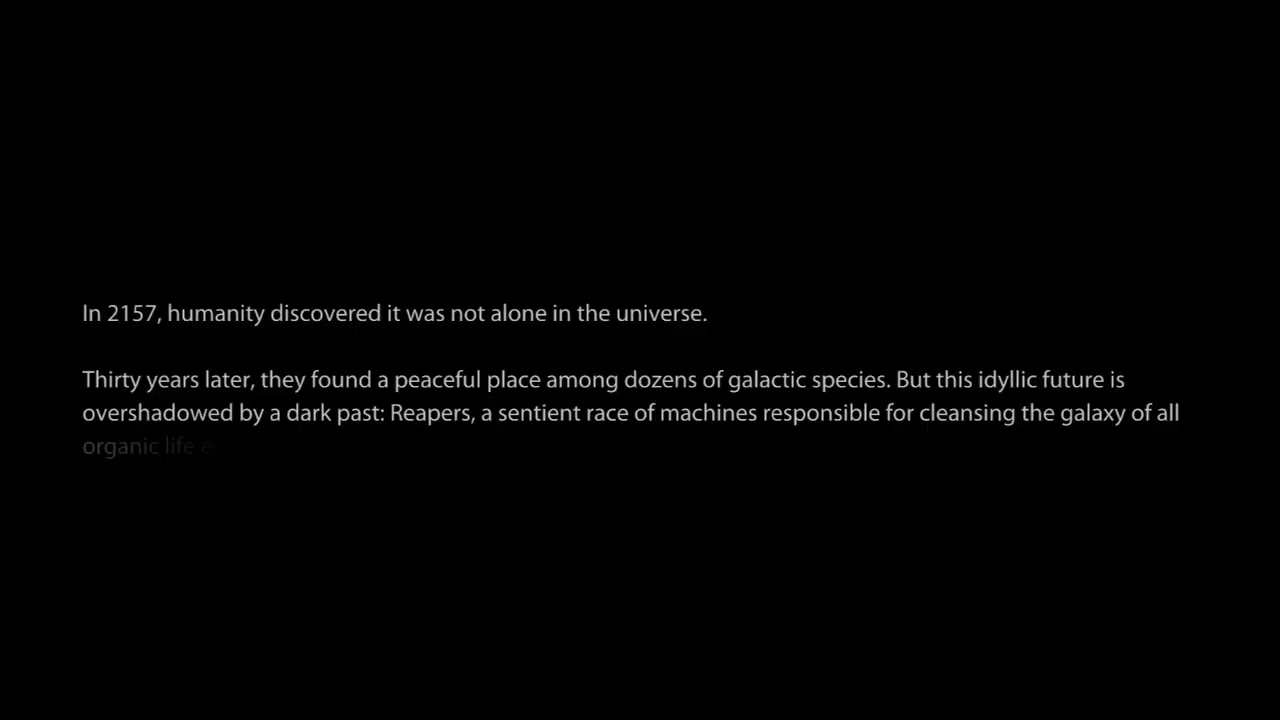 In 2157, humanity discovered it was not alone in the universe.
Thirty years later, they found a peaceful place among dozens of galactic species. But this idyllic future is
overshadowed by a dark past: Reapers, a sentient race of machines responsible for cleansing the galaxy of all
organic life